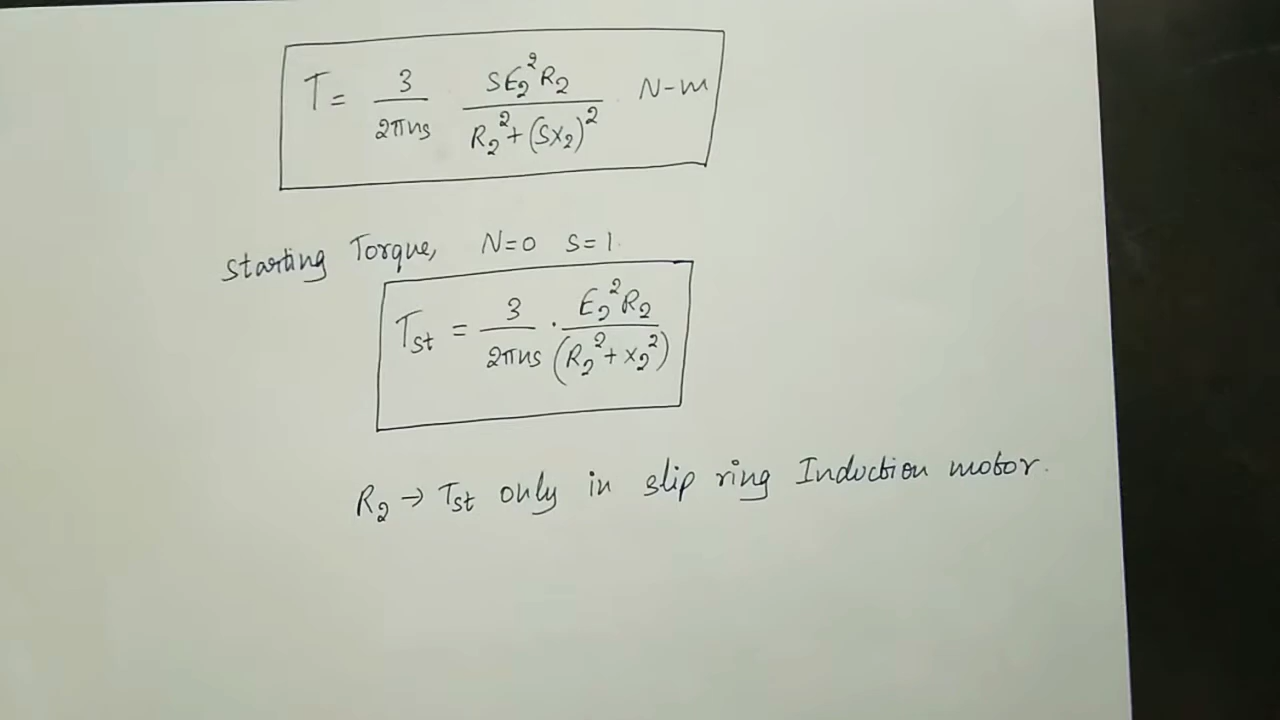 T = 3/2πns SE₂²R₂/R₂²+(Sx₂)² N-m
Starting Torque, N=0 S=1.
Tst = 3/2πns . E₂²R₂/(R₂²+x₂²)
R₂ → Tst only in slip ring Induction motor.